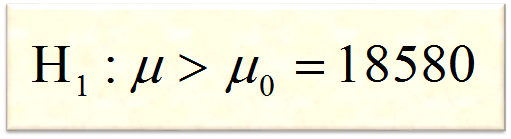 H₁ : μ > μ₀ = 18580